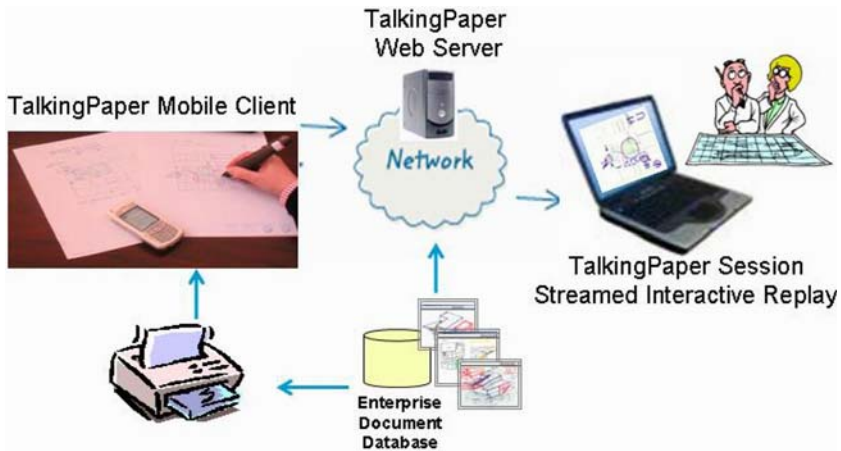 TalkingPaper
Web Server
TalkingPaper Mobile Client
Network
TalkingPaper Session
Streamed Interactive Replay
Enterprise
Document
Database